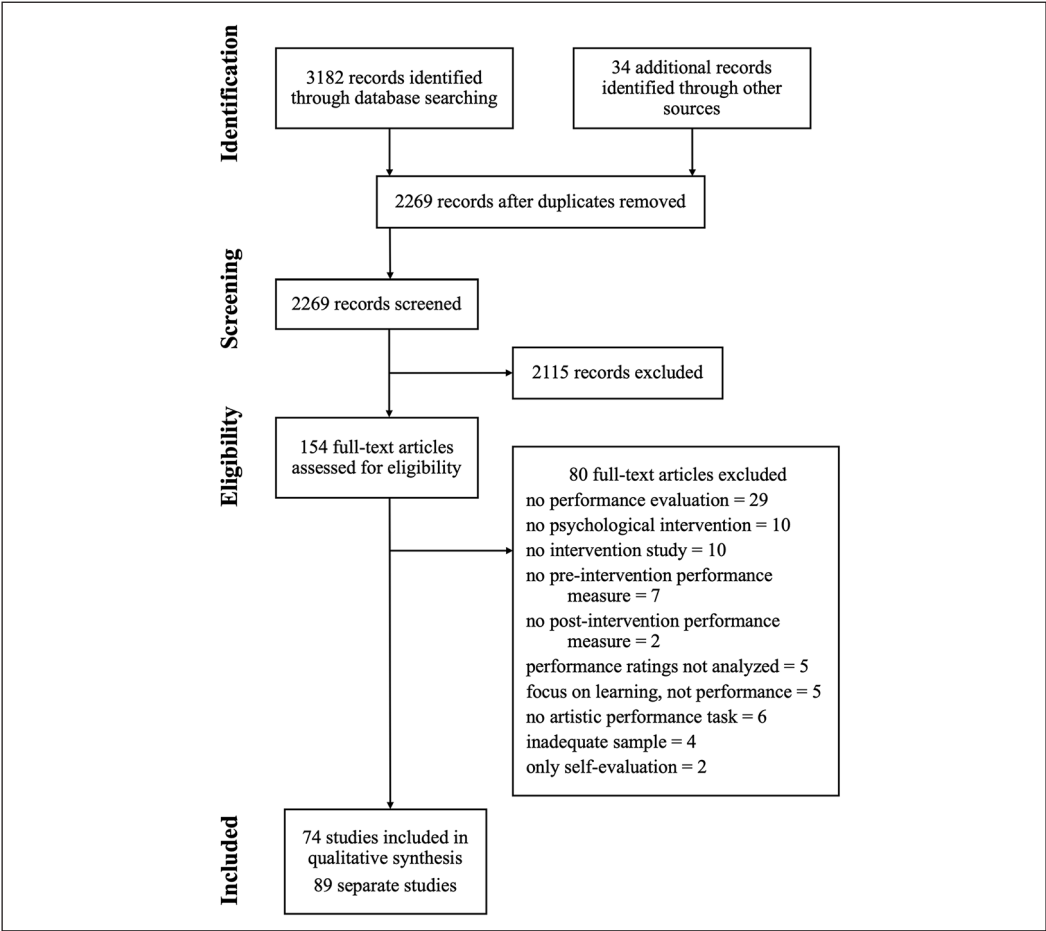 Identification
3182 records identified
through database searching
34 additional records
identified through other
sources
2269 records after duplicates removed
Screening
2269 records screened
2115 records excluded
Eligibility
154 full-text articles
assessed for eligibility
80 full-text articles excluded
no performance evaluation = 29
no psychological intervention = 10
no intervention study = 10
no pre-intervention performance
measure = 7
no post-intervention performance
measure = 2
performance ratings not analyzed = 5
focus on learning, not performance = 5
no artistic performance task = 6
inadequate sample = 4
only self-evaluation = 2
Included
74 studies included in
qualitative synthesis
89 separate studies